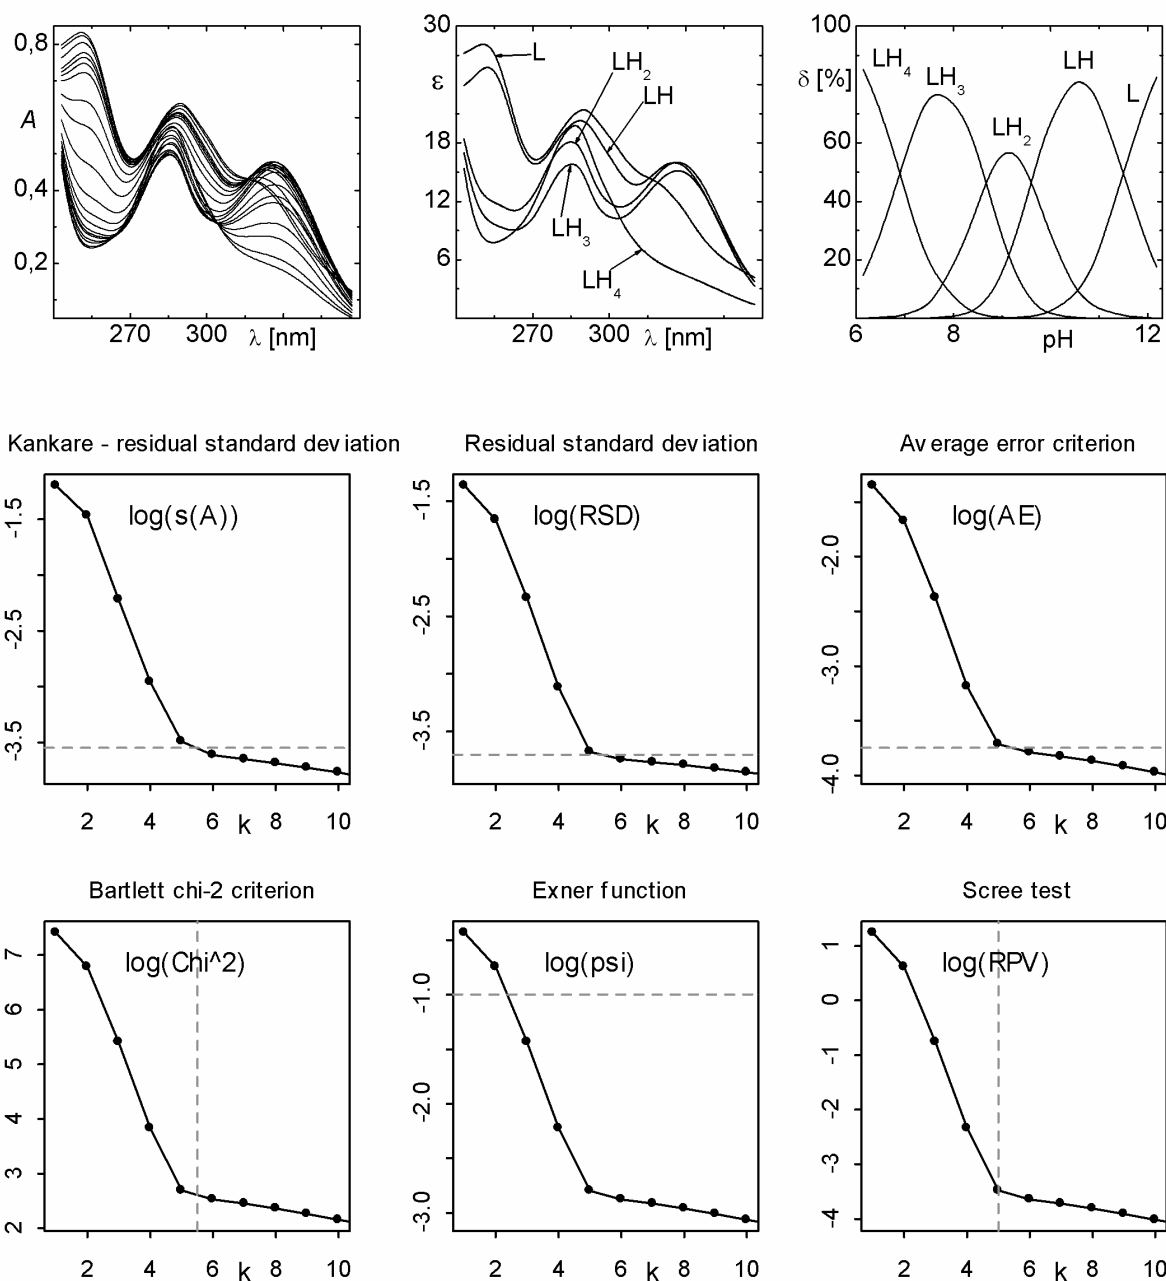 0,8
A
0,4
0,2
270 300 λ [nm]
30
ε
18
12
6
L
LH2
LH
LH3
LH4
270 300 λ [nm]
100
δ [%]
60
40
20
LH4
LH3
LH2
LH
L
6 8 pH 12
Kankare - residual standard deviation
log(s(A))
-1.5
-2.5
-3.5
2 4 6 k 8 10
Residual standard deviation
log(RSD)
-1.5
-2.5
-3.5
2 4 6 k 8 10
Average error criterion
log(AE)
-2.0
-3.0
-4.0
2 4 6 k 8 10
Bartlett chi-2 criterion
log(Chi^2)
7
6
5
4
3
2
2 4 6 k 8 10
Exner function
log(psi)
-1.0
-2.0
-3.0
2 4 6 k 8 10
Scree test
log(RPV)
1
0
-1
-2
-3
-4
2 4 6 k 8 10